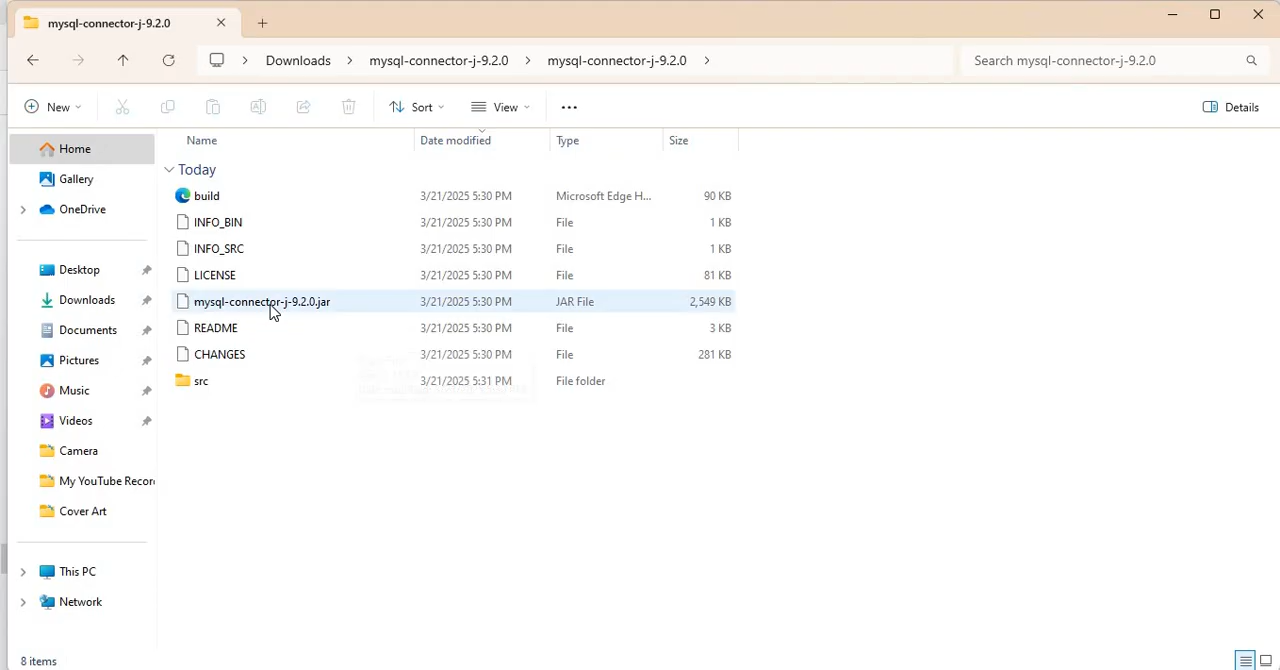 mysql-connector-j-9.2.0
Downloads mysql-connector-j-9.2.0 mysql-connector-j-9.2.0
Search mysql-connector-j-9.2.0
New Sort View Details
Name Date modified Type Size
Today
build 3/21/2025 5:30 PM Microsoft Edge H... 90 KB
INFO_BIN 3/21/2025 5:30 PM File 1 KB
INFO_SRC 3/21/2025 5:30 PM File 1 KB
LICENSE 3/21/2025 5:30 PM File 81 KB
mysql-connector-j-9.2.0.jar 3/21/2025 5:30 PM JAR File 2,549 KB
README 3/21/2025 5:30 PM File 3 KB
CHANGES 3/21/2025 5:30 PM File 281 KB
src 3/21/2025 5:31 PM File folder
Home
Gallery
OneDrive
Desktop
Downloads
Documents
Pictures
Music
Videos
Camera
My YouTube Recor
Cover Art
This PC
Network
8 items